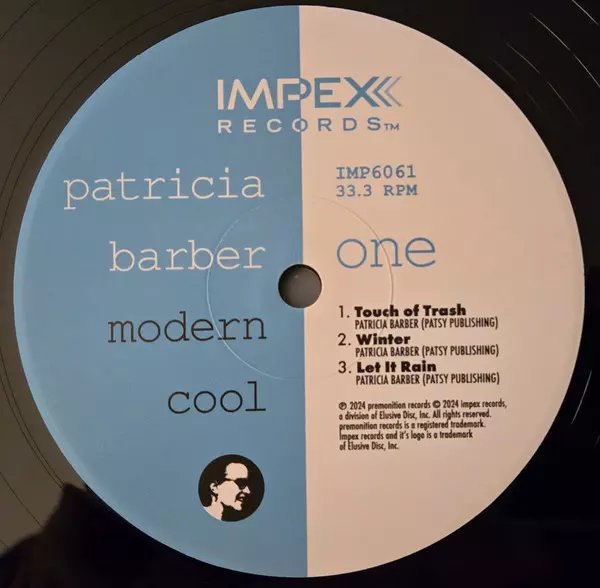 IMPEX
RECORDS™
patricia
barber
modern
cool
IMP6061
33.3 RPM
one
1. Touch of Trash
PATRICIA BARBER (PATSY PUBLISHING)
2. Winter
PATRICIA BARBER (PATSY PUBLISHING)
3. Let It Rain
PATRICIA BARBER (PATSY PUBLISHING)
℗ 2024 premonition records © 2024 impex records,
a division of Elusive Disc, Inc. All rights reserved.
premonition records is a registered trademark.
Impex records and it's logo is a trademark
of Elusive Disc, Inc.